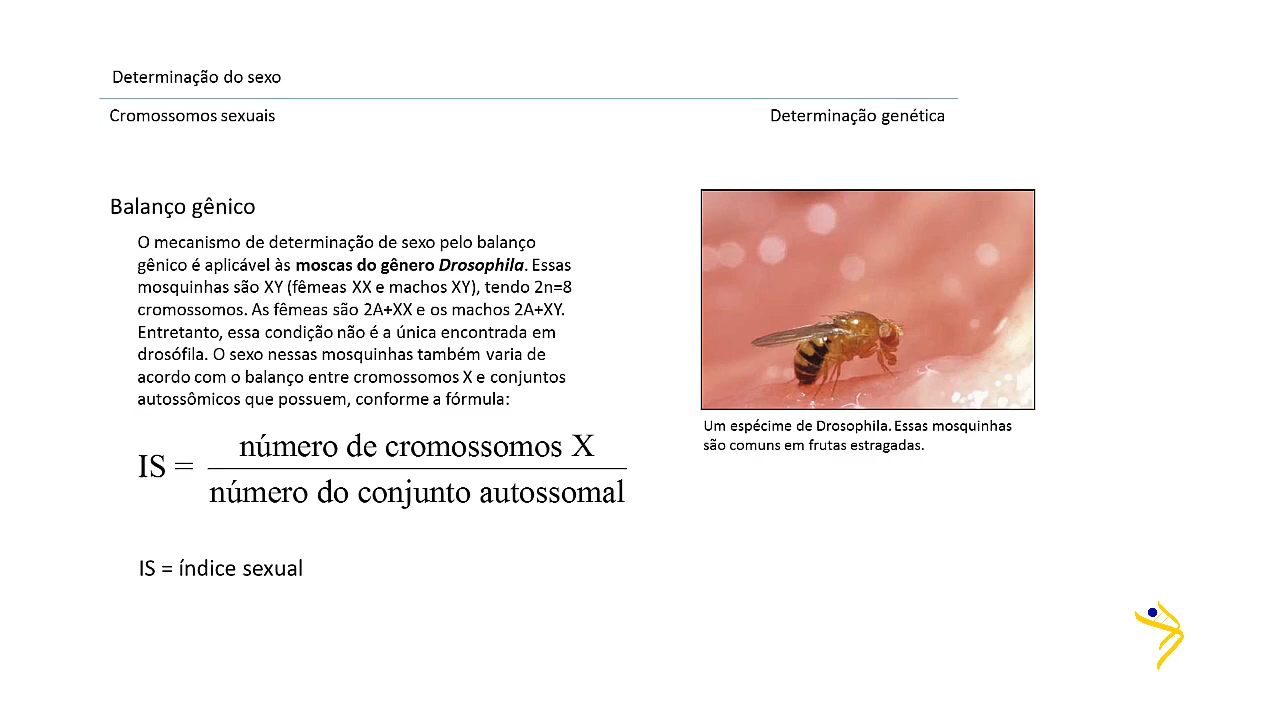 Determinação do sexo
Cromossomos sexuais
Determinação genética
Balanço gênico
O mecanismo de determinação de sexo pelo balanço
gênico é aplicável às moscas do gênero Drosophila. Essas
mosquinhas são XY (fêmeas XX e machos XY), tendo 2n=8
cromossomos. As fêmeas são 2A+XX e os machos 2A+XY.
Entretanto, essa condição não é a única encontrada em
drosófila. O sexo nessas mosquinhas também varia de
acordo com o balanço entre cromossomos X e conjuntos
autossômicos que possuem, conforme a fórmula:
IS = número de cromossomos X
número do conjunto autossomal
IS = índice sexual
Um espécime de Drosophila. Essas mosquinhas
são comuns em frutas estragadas.